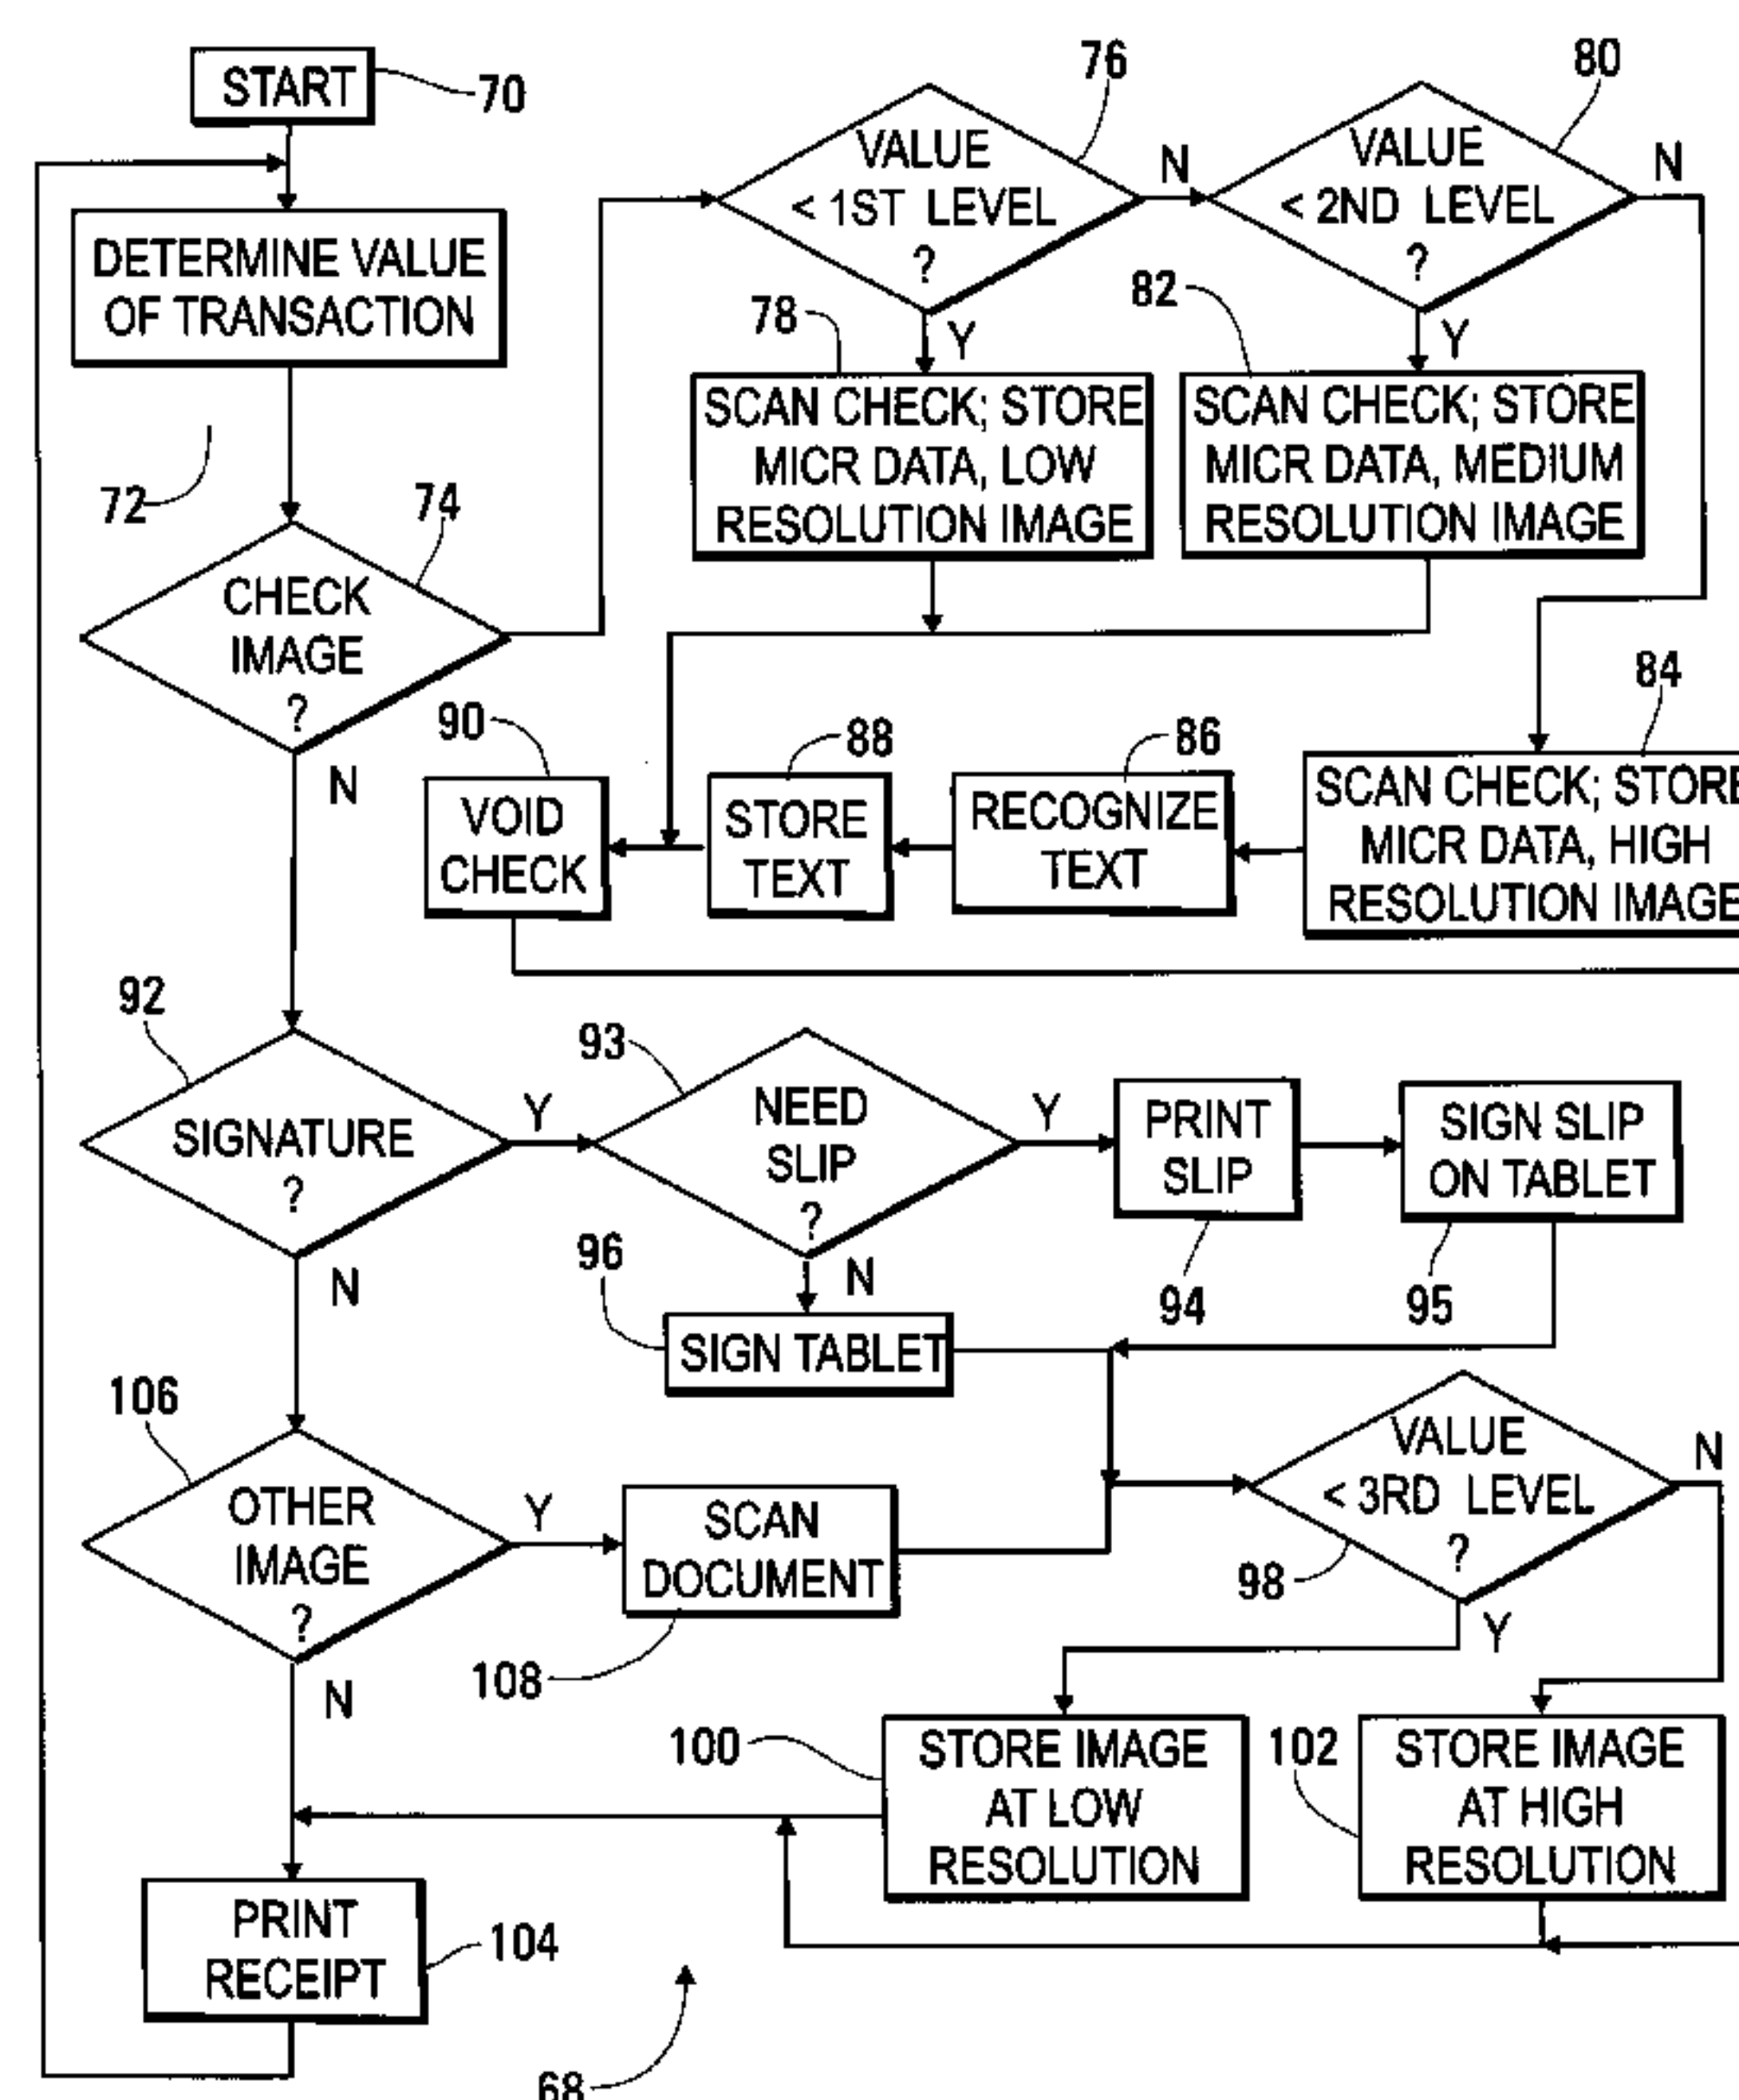 START
70
DETERMINE VALUE
OF TRANSACTION
72
74
CHECK
IMAGE
?
N
76
VALUE
< 1ST LEVEL
?
N
Y
80
VALUE
< 2ND LEVEL
?
N
Y
78
SCAN CHECK; STORE
MICR DATA, LOW
RESOLUTION IMAGE
82
SCAN CHECK; STORE
MICR DATA, MEDIUM
RESOLUTION IMAGE
84
SCAN CHECK; STORE
MICR DATA, HIGH
RESOLUTION IMAGE
86
RECOGNIZE
TEXT
88
STORE
TEXT
90
VOID
CHECK
92
SIGNATURE
?
Y
N
93
NEED
SLIP
?
Y
N
PRINT
SLIP
94
SIGN SLIP
ON TABLET
95
96
SIGN TABLET
106
OTHER
IMAGE
?
Y
N
SCAN
DOCUMENT
108
VALUE
< 3RD LEVEL
?
98
N
Y
100
STORE IMAGE
AT LOW
RESOLUTION
102
STORE IMAGE
AT HIGH
RESOLUTION
PRINT
RECEIPT
104
68